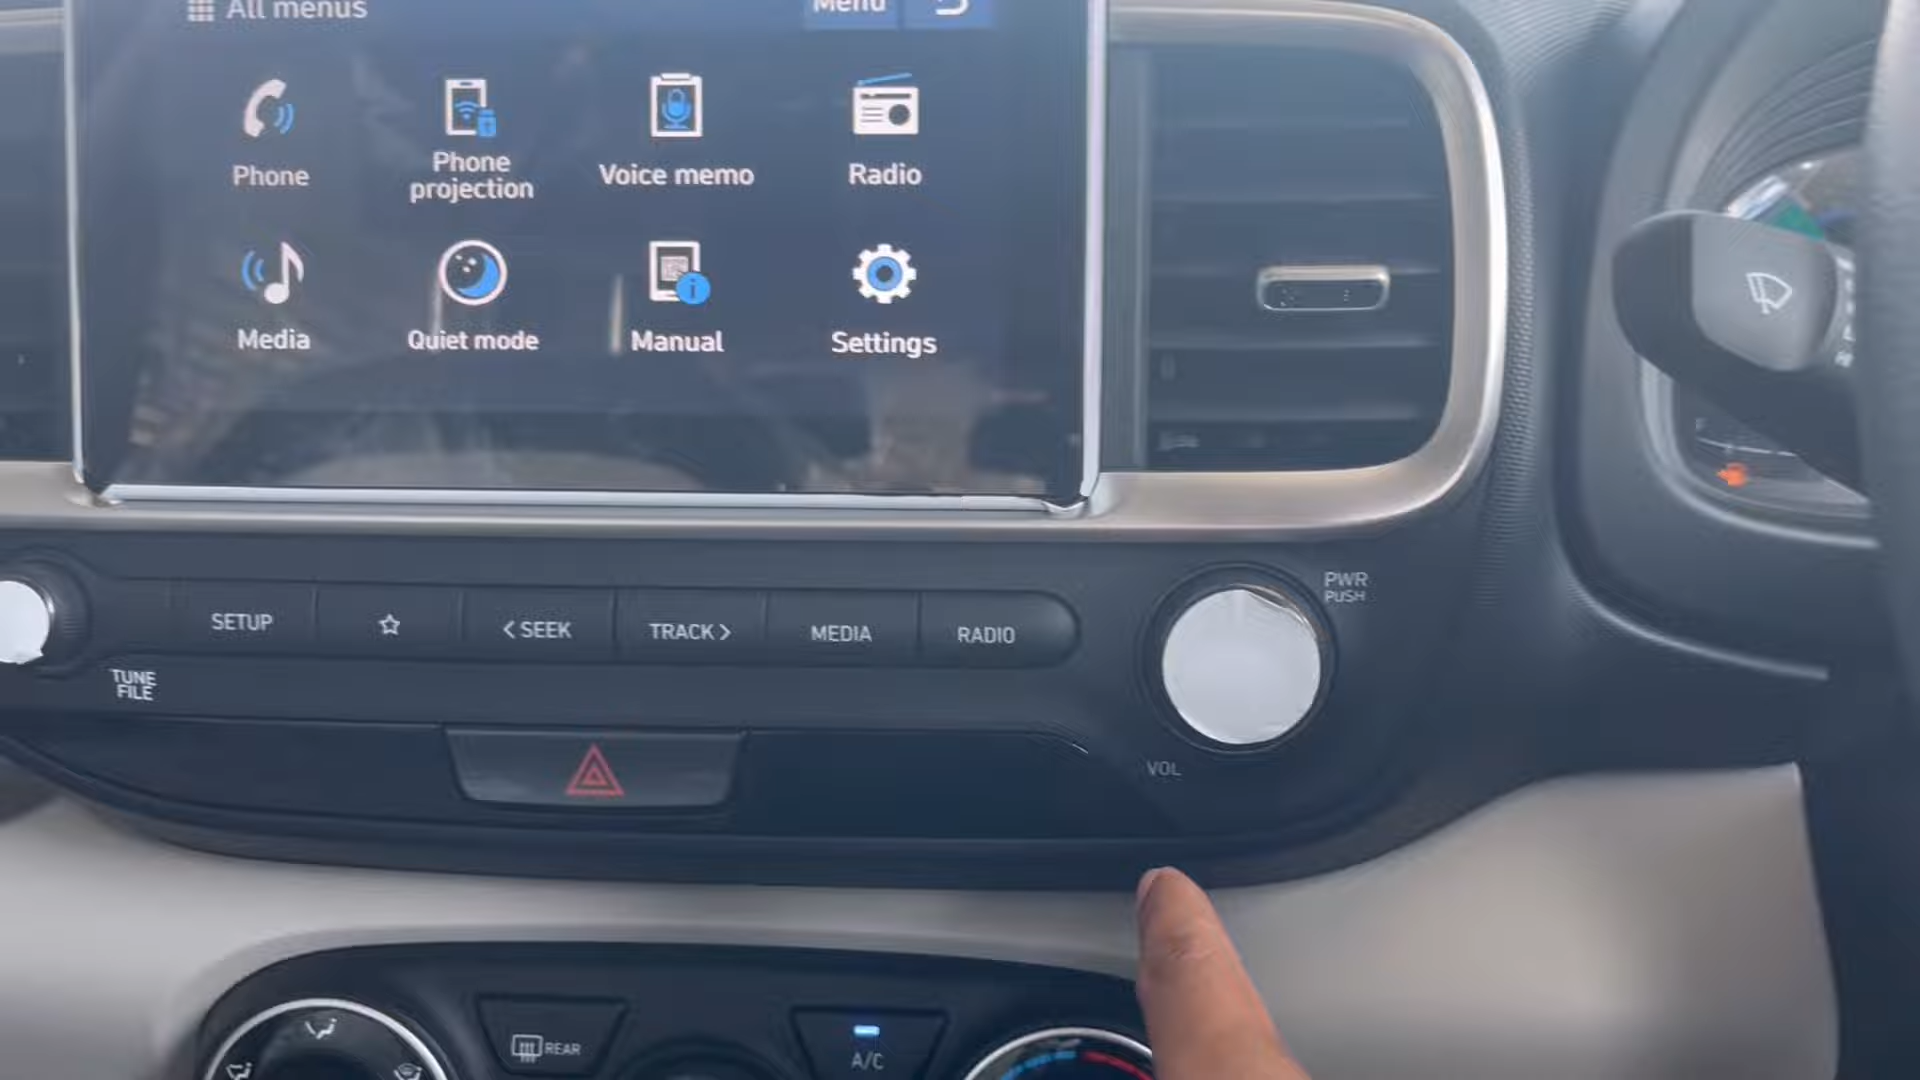 All menus
Menu
Phone
Phone
projection
Voice memo
Radio
Media
Quiet mode
Manual
Settings
PWR
PUSH
SETUP
< SEEK
TRACK >
MEDIA
RADIO
TUNE
FILE
VOL
REAR
A/C